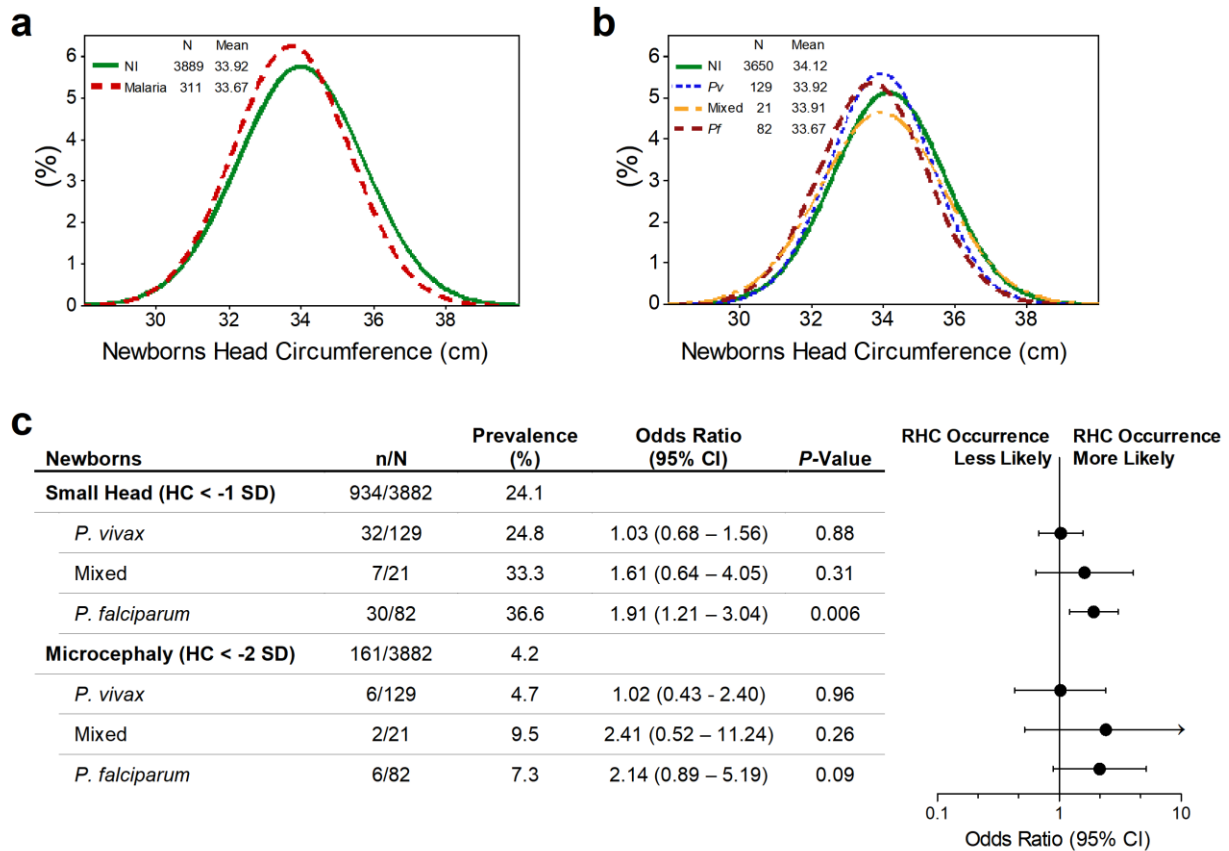 a
N Mean
NI 3889 33.92
Malaria 311 33.67
6
5
4
3
2
1
0
(%)
30 32 34 36 38
Newborns Head Circumference (cm)
b
N Mean
NI 3650 34.12
Pv 129 33.92
Mixed 21 33.91
Pf 82 33.67
6
5
4
3
2
1
0
(%)
30 32 34 36 38
Newborns Head Circumference (cm)
c
Newborns n/N Prevalence (%) Odds Ratio (95% CI) P-Value
Small Head (HC < -1 SD) 934/3882 24.1
P. vivax 32/129 24.8 1.03 (0.68 – 1.56) 0.88
Mixed 7/21 33.3 1.61 (0.64 – 4.05) 0.31
P. falciparum 30/82 36.6 1.91 (1.21 – 3.04) 0.006
Microcephaly (HC < -2 SD) 161/3882 4.2
P. vivax 6/129 4.7 1.02 (0.43 - 2.40) 0.96
Mixed 2/21 9.5 2.41 (0.52 – 11.24) 0.26
P. falciparum 6/82 7.3 2.14 (0.89 – 5.19) 0.09
RHC Occurrence
Less Likely
RHC Occurrence
More Likely
0.1 1 10
Odds Ratio (95% CI)